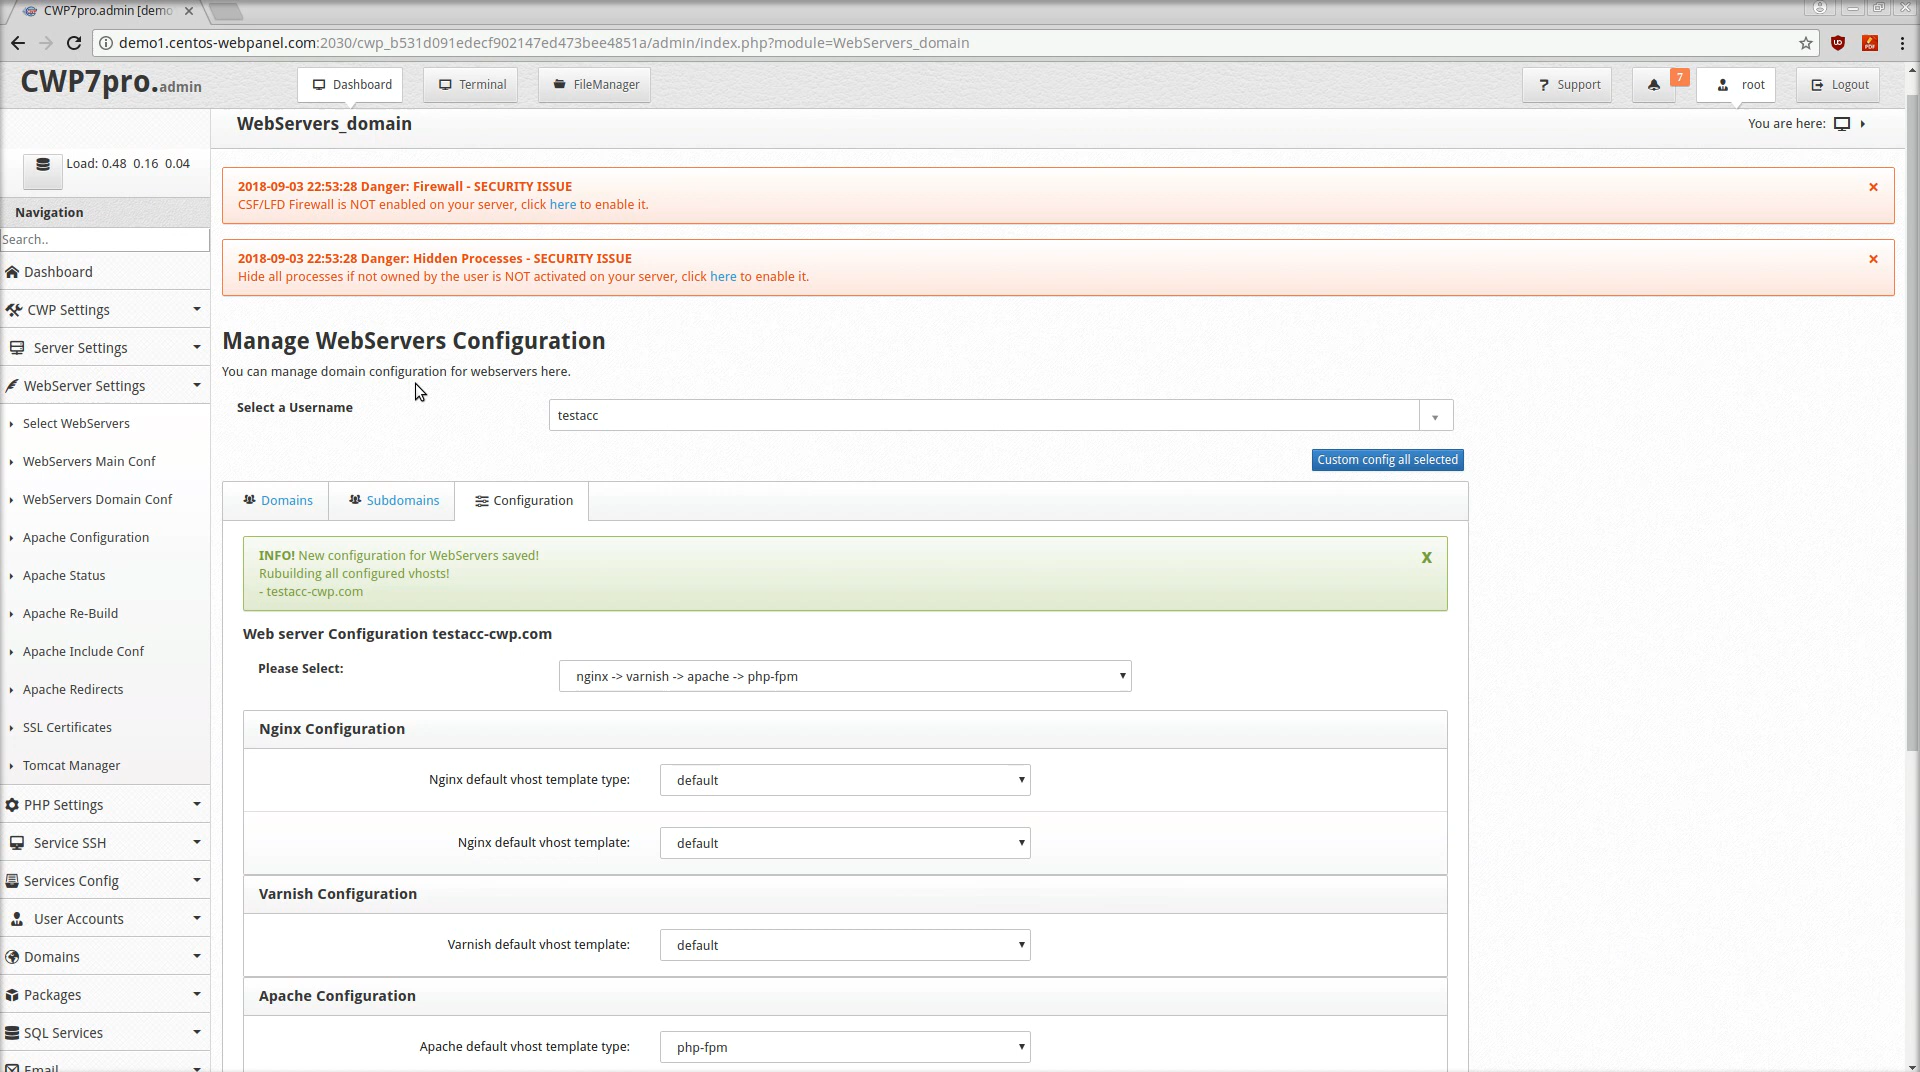 CWP7pro.admin [demo
demo1.centos-webpanel.com:2030/cwp_b531d091edecf902147ed473bee4851a/admin/index.php?module=WebServers_domain
CWP7pro.admin
Dashboard
Terminal
FileManager
Support
7
root
Logout
WebServers_domain
You are here:
Load: 0.48 0.16 0.04
Navigation
Search..
Dashboard
CWP Settings
Server Settings
WebServer Settings
Select WebServers
WebServers Main Conf
WebServers Domain Conf
Apache Configuration
Apache Status
Apache Re-Build
Apache Include Conf
Apache Redirects
SSL Certificates
Tomcat Manager
PHP Settings
Service SSH
Services Config
User Accounts
Domains
Packages
SQL Services
Email
2018-09-03 22:53:28 Danger: Firewall - SECURITY ISSUE
CSF/LFD Firewall is NOT enabled on your server, click here to enable it.
2018-09-03 22:53:28 Danger: Hidden Processes - SECURITY ISSUE
Hide all processes if not owned by the user is NOT activated on your server, click here to enable it.
Manage WebServers Configuration
You can manage domain configuration for webservers here.
Select a Username
testacc
Custom config all selected
Domains
Subdomains
Configuration
INFO! New configuration for WebServers saved!
Rubuilding all configured vhosts!
- testacc-cwp.com
X
Web server Configuration testacc-cwp.com
Please Select:
nginx -> varnish -> apache -> php-fpm
Nginx Configuration
Nginx default vhost template type:
default
Nginx default vhost template:
default
Varnish Configuration
Varnish default vhost template:
default
Apache Configuration
Apache default vhost template type:
php-fpm